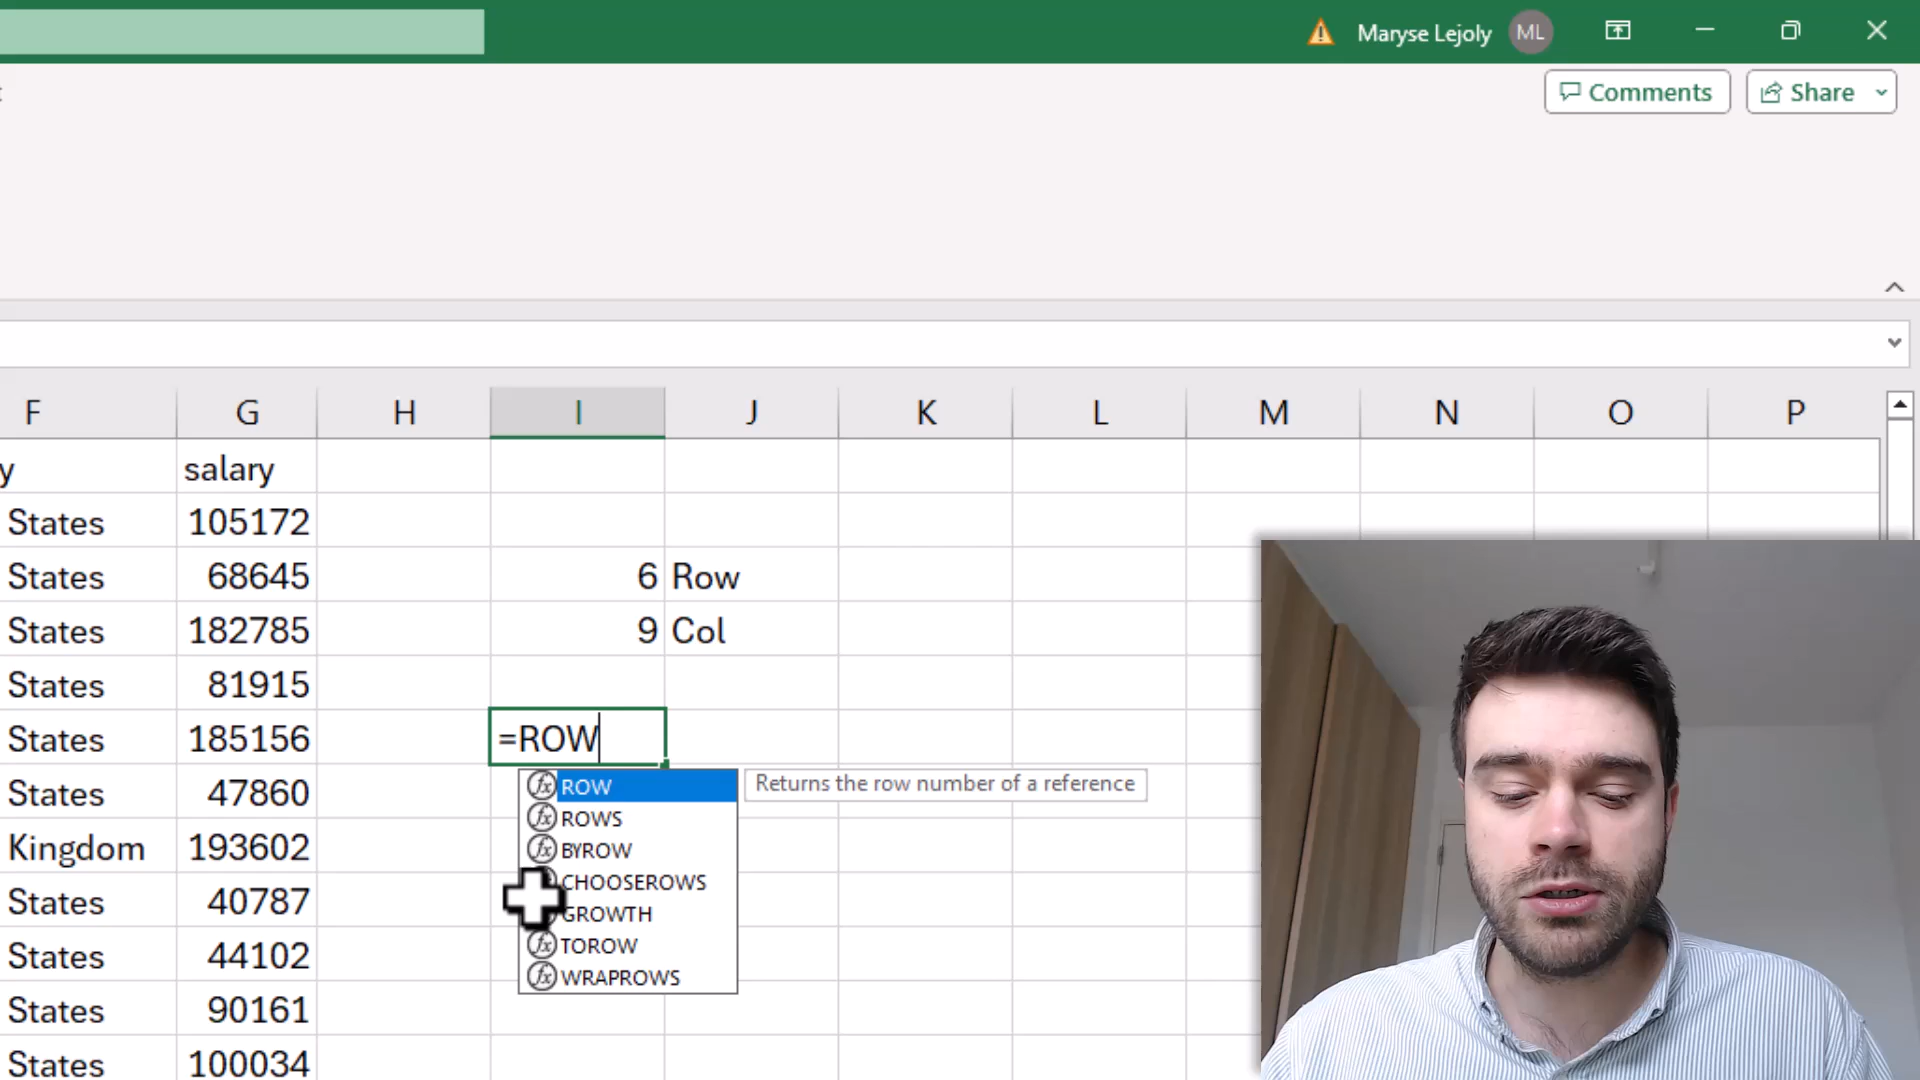 Maryse Lejoly ML
Comments Share
F G H I J K L M N O P
y salary
States 105172
States 68645 6 Row
States 182785 9 Col
States 81915
States 185156 =ROW
States 47860 ROW Returns the row number of a reference
ROWS
Kingdom 193602 BYROW
States 40787 CHOOSEROWS
GROWTH
States 44102 TOROW
WRAPROWS
States 90161
States 100034